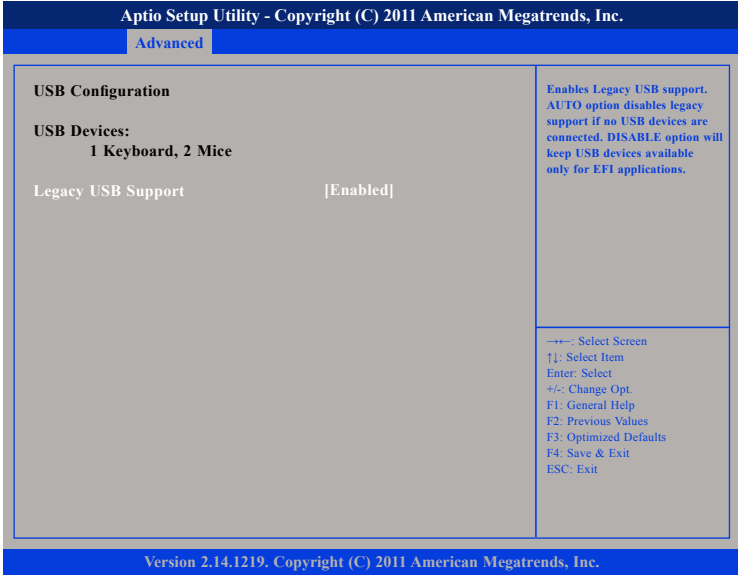 Aptio Setup Utility - Copyright (C) 2011 American Megatrends, Inc.
Advanced
USB Configuration
USB Devices:
1 Keyboard, 2 Mice
Legacy USB Support [Enabled]
Enables Legacy USB support.
AUTO option disables legacy
support if no USB devices are
connected. DISABLE option will
keep USB devices available
only for EFI applications.
→←: Select Screen
↑↓: Select Item
Enter: Select
+/-: Change Opt.
F1: General Help
F2: Previous Values
F3: Optimized Defaults
F4: Save & Exit
ESC: Exit
Version 2.14.1219. Copyright (C) 2011 American Megatrends, Inc.